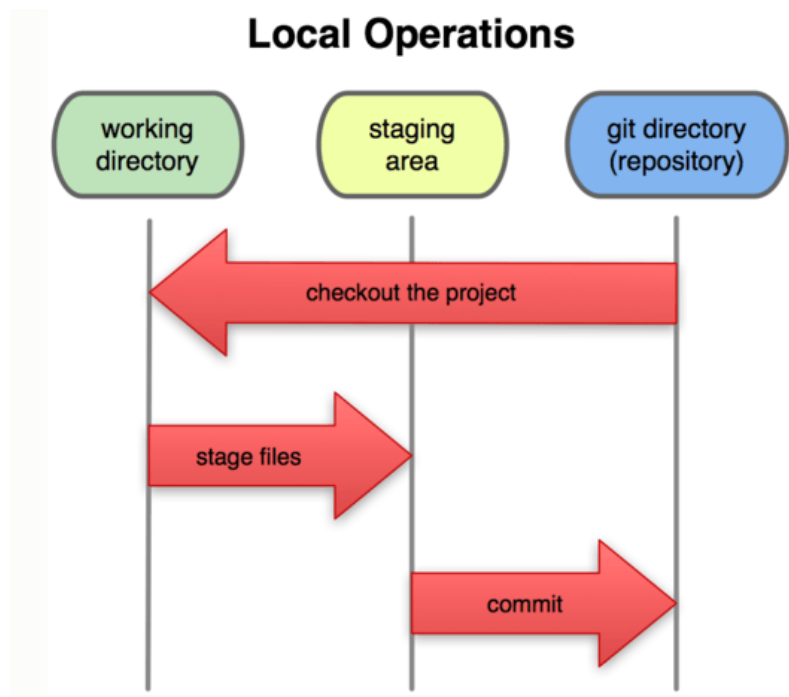 Local Operations
working
directory
staging
area
git directory
(repository)
checkout the project
stage files
commit